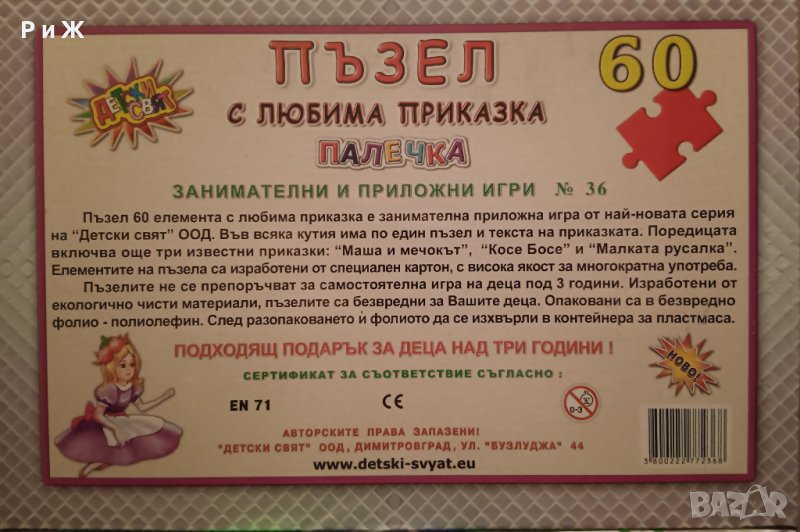 РиЖ
ПЪЗЕЛ
60
ДЕТСКИ
СВЯТ
С ЛЮБИМА ПРИКАЗКА
ПАЛЕЧКА
ЗАНИМАТЕЛНИ И ПРИЛОЖНИ ИГРИ № 36
Пъзел 60 елемента с любима приказка е занимателна приложна игра от най-новата серия
на "Детски свят" ООД. Във всяка кутия има по един пъзел и текста на приказката. Поредицата
включва още три известни приказки: "Маша и мечокът", "Косе Босе" и "Малката русалка".
Елементите на пъзела са изработени от специален картон, с висока якост за многократна употреба.
Пъзелите не се препоръчват за самостоятелна игра на деца под 3 години. Изработени от
екологично чисти материали, пъзелите са безвредни за Вашите деца. Опаковани са в безвредно
фолио - полиолефин. След разопаковането ѝ фолиото да се изхвърли в контейнера за пластмаса.
ПОДХОДЯЩ ПОДАРЪК ЗА ДЕЦА НАД ТРИ ГОДИНИ !
НОВО!
СЕРТИФИКАТ ЗА СЪОТВЕТСТВИЕ СЪГЛАСНО :
EN 71 CE 0-3
АВТОРСКИТЕ ПРАВА ЗАПАЗЕНИ!
"ДЕТСКИ СВЯТ" ООД, ДИМИТРОВГРАД, УЛ. "БУЗЛУДЖА" 44
www.detski-svyat.eu
3800222772368
BAZAR